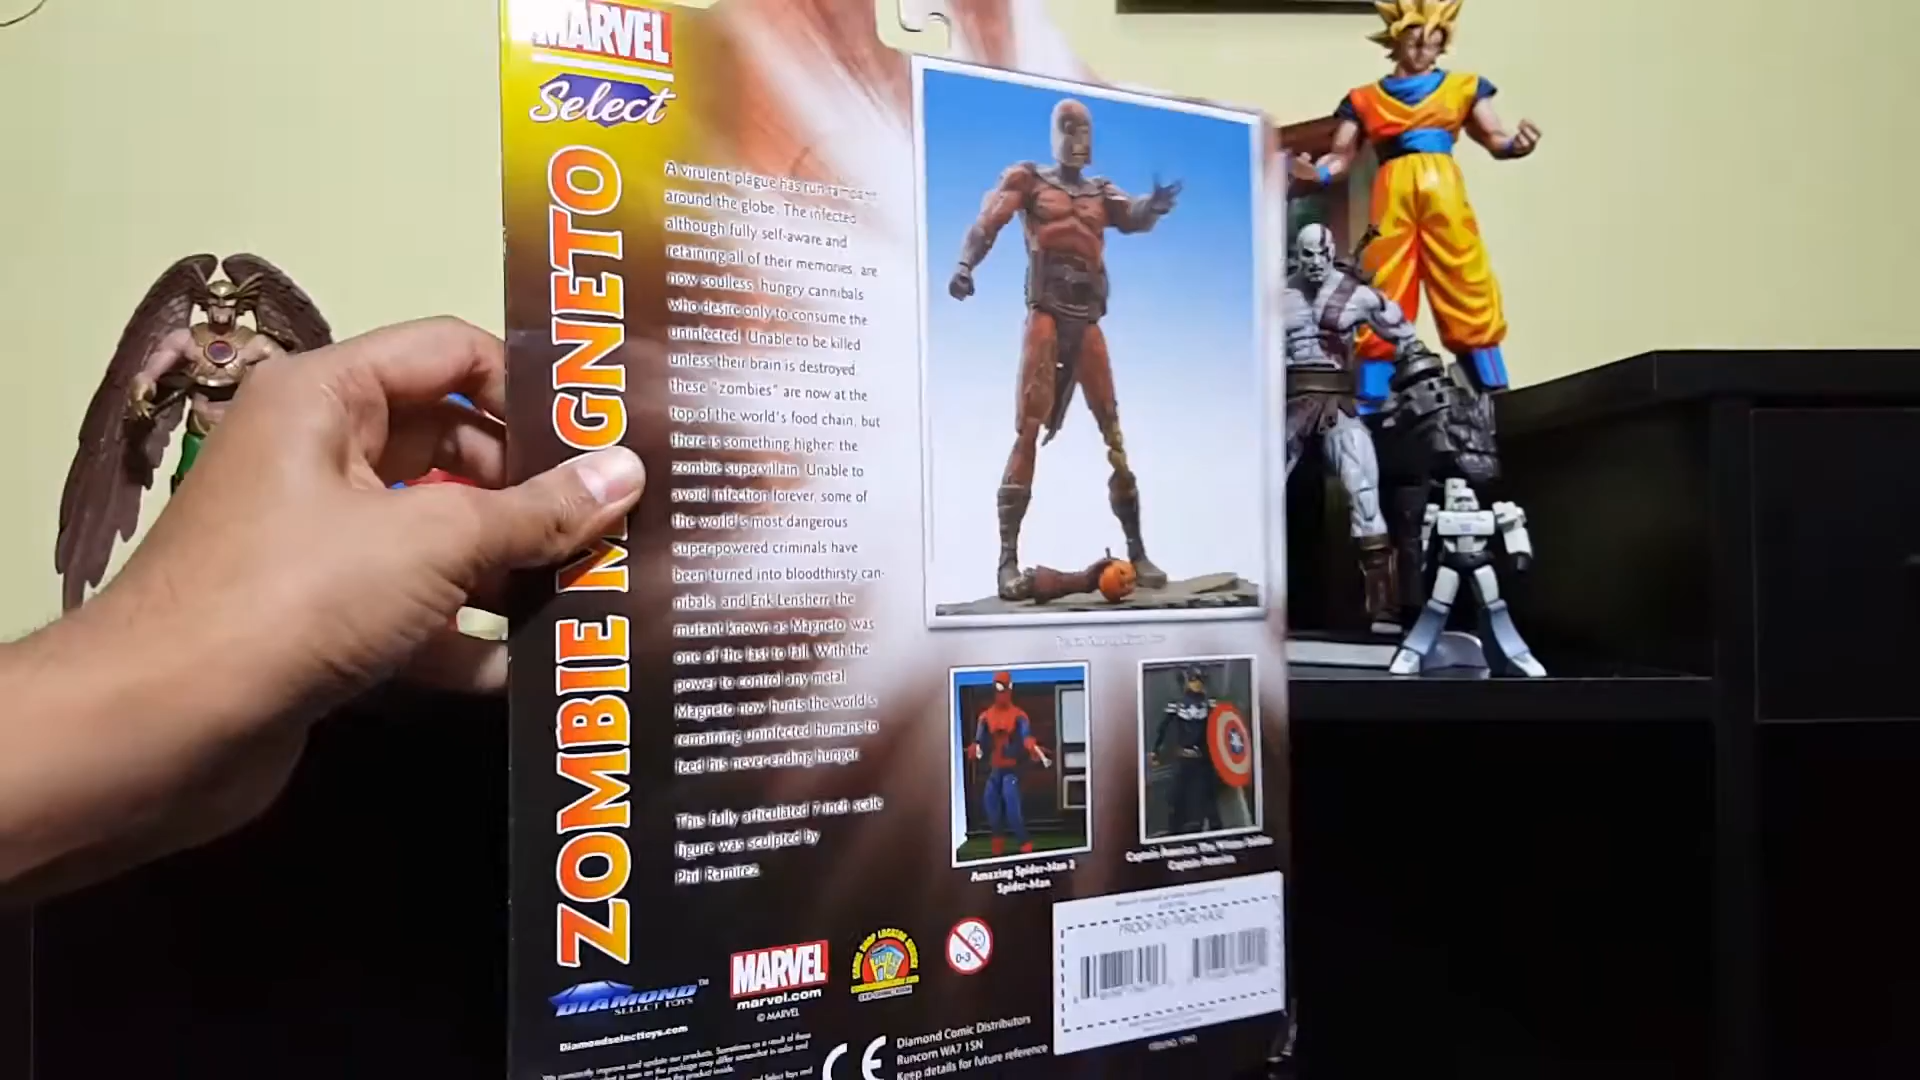 MARVEL
Select
ZOMBIE M GNETO
A virulent plague has run rampant
around the globe. The infected
although fully self-aware and
retaining all of their memories, are
now soulless, hungry cannibals
who desire only to consume the
uninfected. Unable to be killed
unless their brain is destroyed
these "zombies" are now at the
top of the world's food chain, but
there is something higher: the
zombie supervillain. Unable to
avoid infection forever, some of
the world's most dangerous
super-powered criminals have
been turned into bloodthirsty can-
nibals, and Erik Lensherr, the
mutant known as Magneto, was
one of the last to fall. With the
power to control any metal
Magneto now hunts the world's
remaining uninfected humans to
feed his never-ending hunger.
This fully articulated 7-inch scale
figure was sculpted by
Phil Ramirez
Amazing Spider-Man 2
Spider-Man
Captain America: The Winter Soldier
Captain America
PROOF OF PURCHASE
DIAMOND™
SELECT TOYS
Diamondselecttoys.com
MARVEL
marvel.com
© MARVEL
COMIC SHOP LOCATOR SERVICE
0-3
CE
Diamond Comic Distributors
Runcorn WA7 1SN
Keep details for future reference